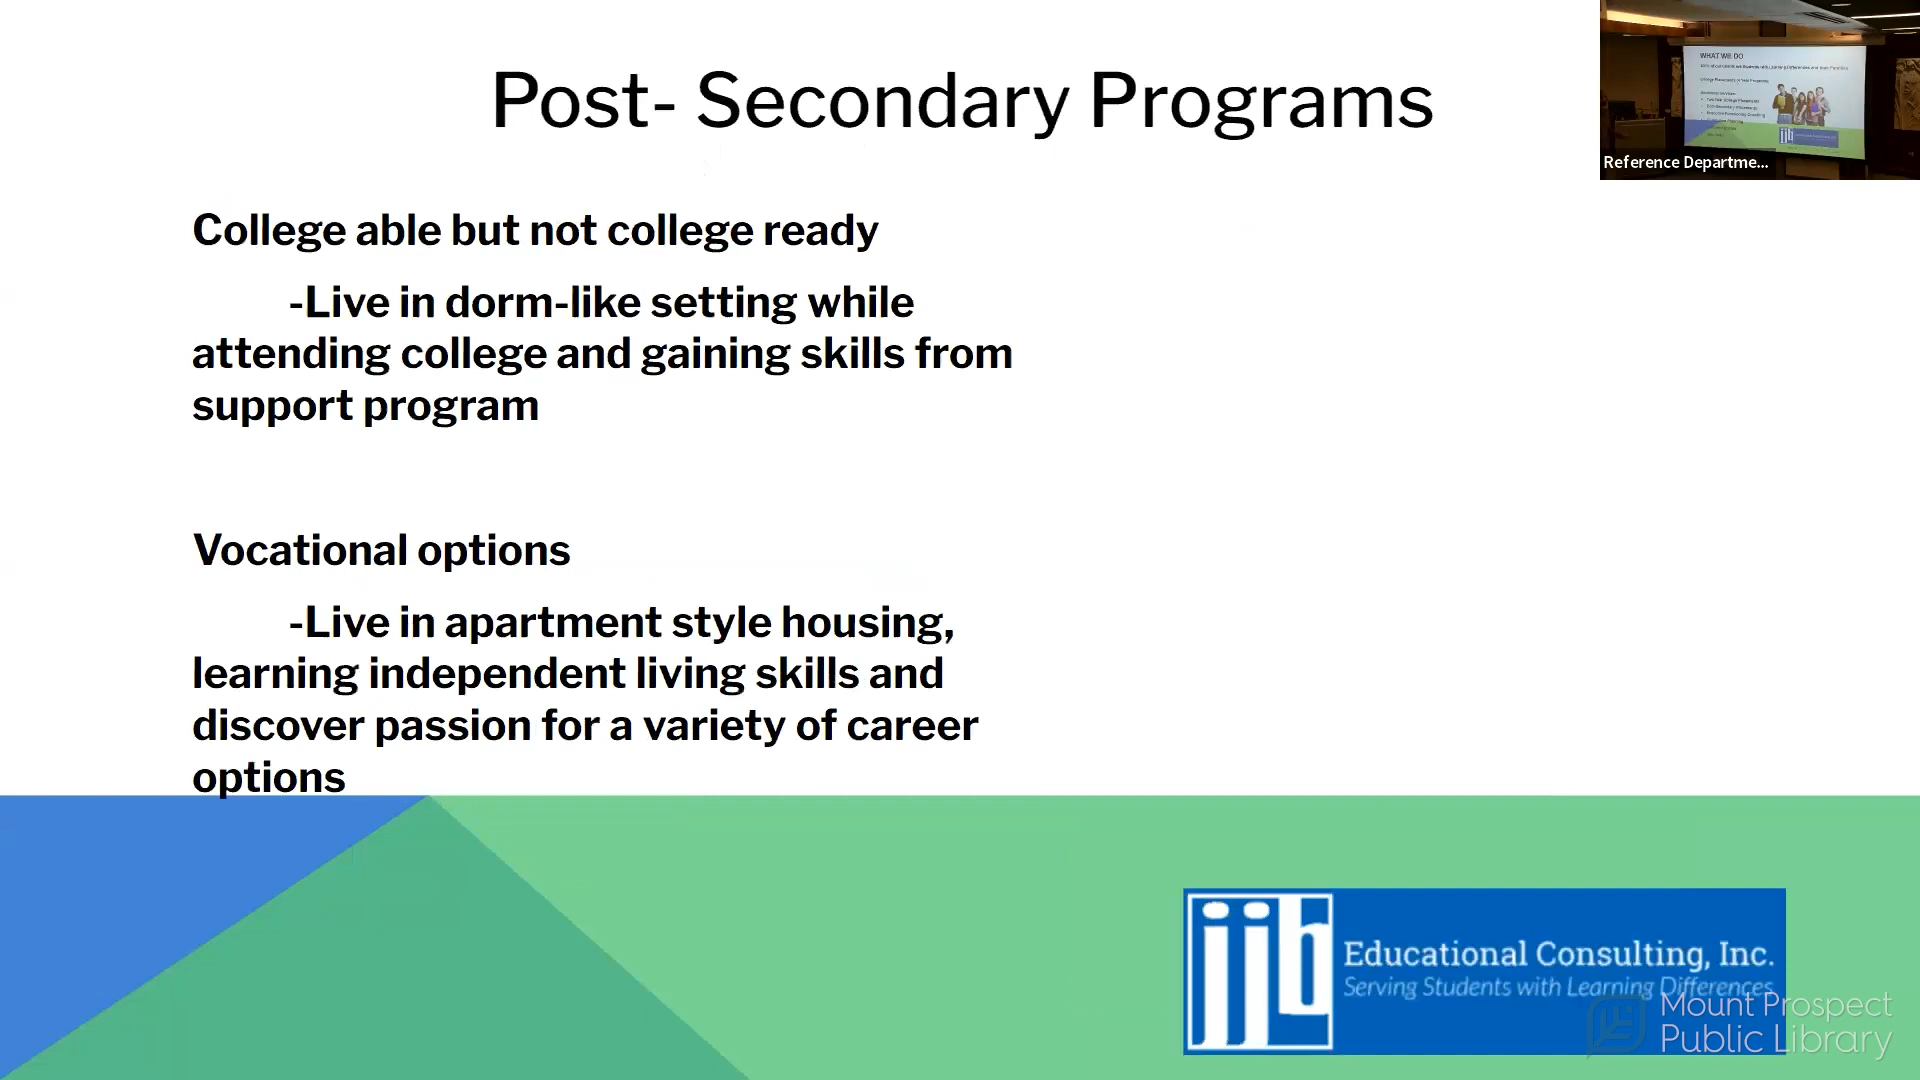 Post- Secondary Programs
WHAT WE DO
Reference Departme...
College able but not college ready
-Live in dorm-like setting while
attending college and gaining skills from
support program
Vocational options
-Live in apartment style housing,
learning independent living skills and
discover passion for a variety of career
options
jjb
Educational Consulting, Inc.
Serving Students with Learning Differences
Mount Prospect
Public Library